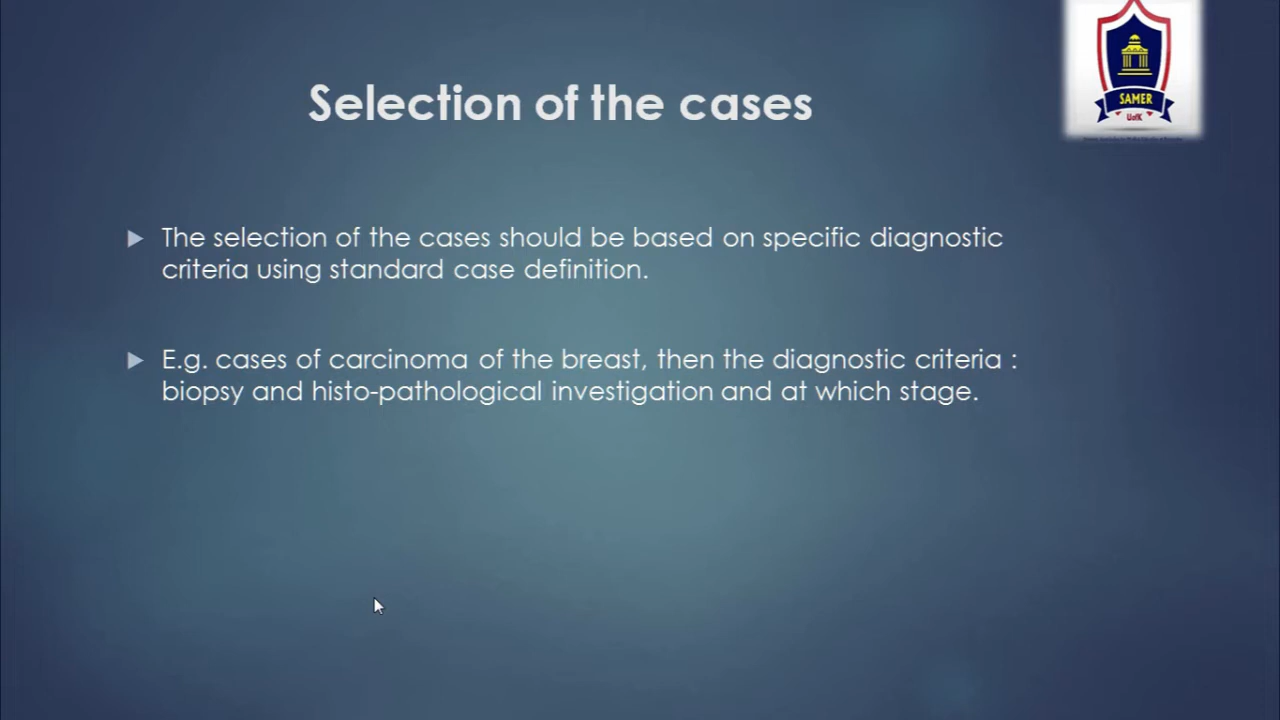 SAMER
UofK
Selection of the cases
The selection of the cases should be based on specific diagnostic
criteria using standard case definition.
E.g. cases of carcinoma of the breast, then the diagnostic criteria :
biopsy and histo-pathological investigation and at which stage.